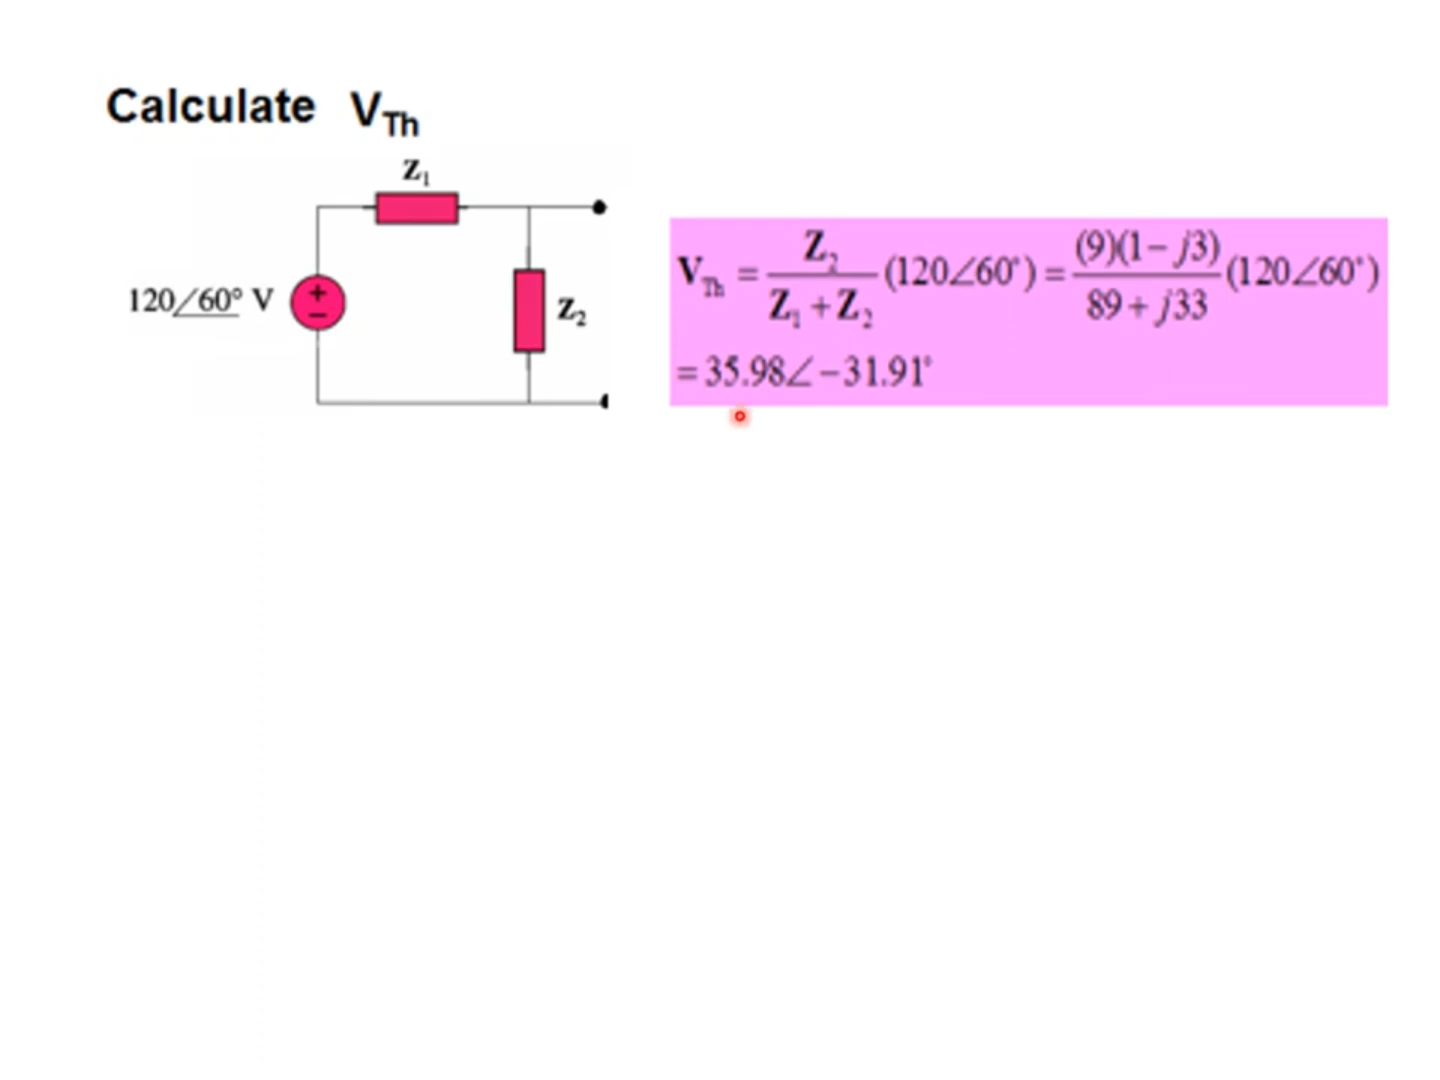 Calculate V_Th
Z₁
120∠60° V
+
−
Z₂
V_Th = Z₂ / (Z₁ + Z₂) (120∠60°) = (9)(1 − j3) / (89 + j33) (120∠60°)
= 35.98∠−31.91°